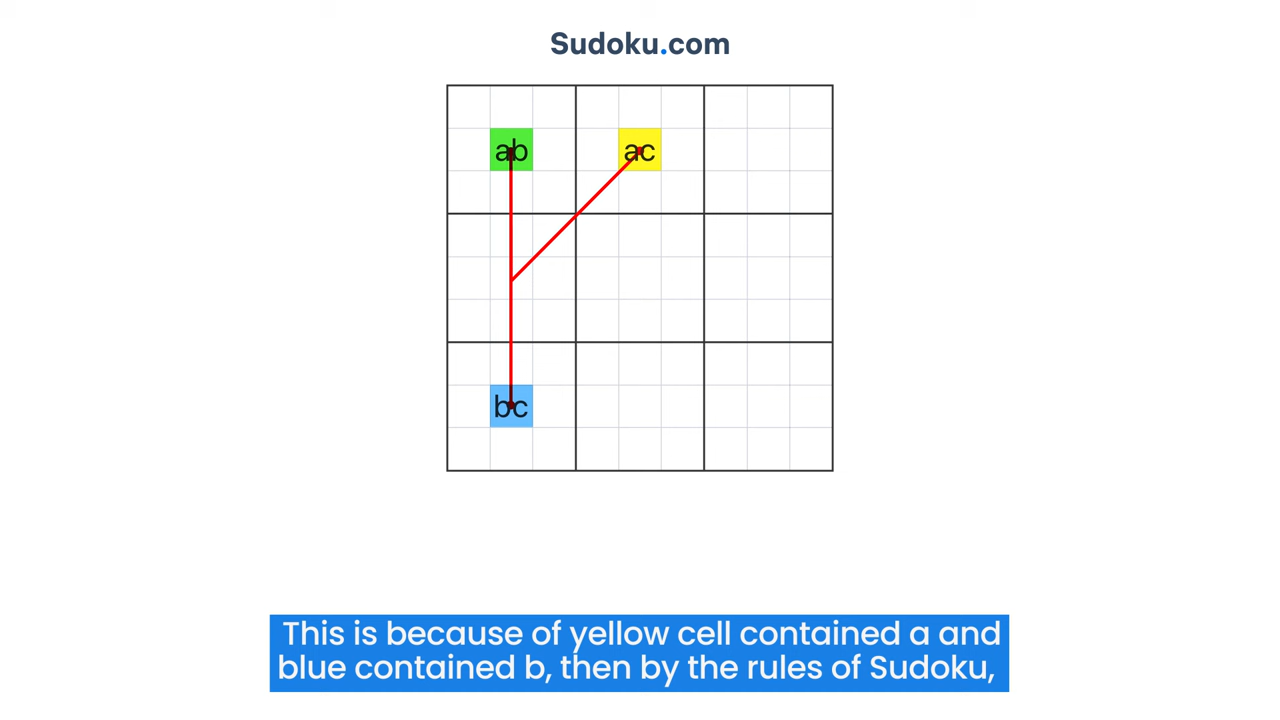 Sudoku.com
ab ac
bc
This is because of yellow cell contained a and
blue contained b, then by the rules of Sudoku,